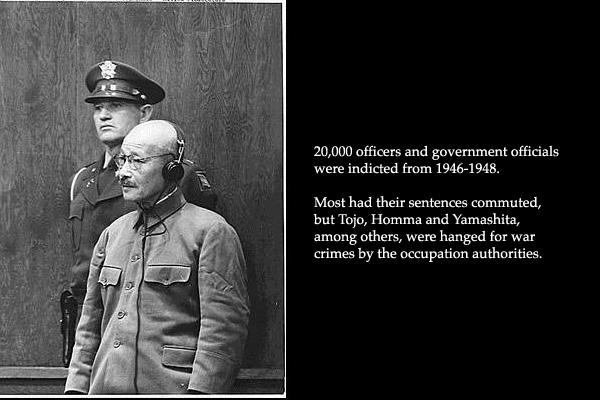 20,000 officers and government officials
were indicted from 1946-1948.
Most had their sentences commuted,
but Tojo, Homma and Yamashita,
among others, were hanged for war
crimes by the occupation authorities.